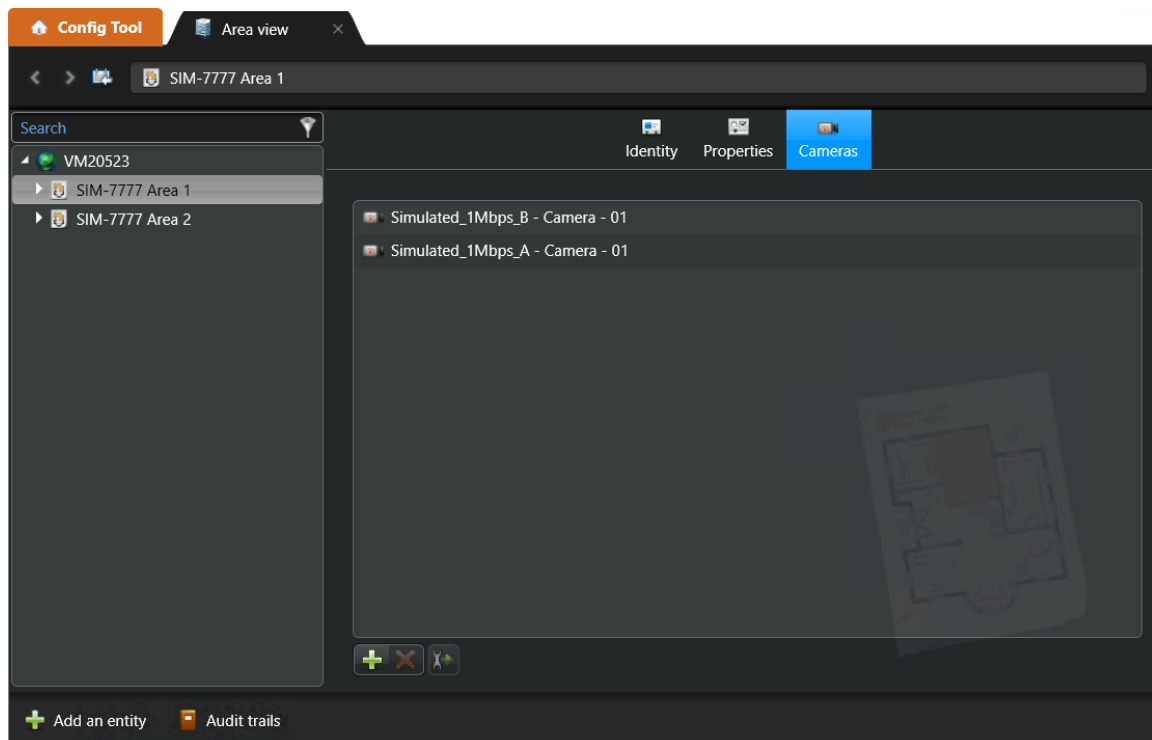 Config Tool
Area view
SIM-7777 Area 1
Search
VM20523
SIM-7777 Area 1
SIM-7777 Area 2
Identity
Properties
Cameras
Simulated_1Mbps_B - Camera - 01
Simulated_1Mbps_A - Camera - 01
Add an entity
Audit trails